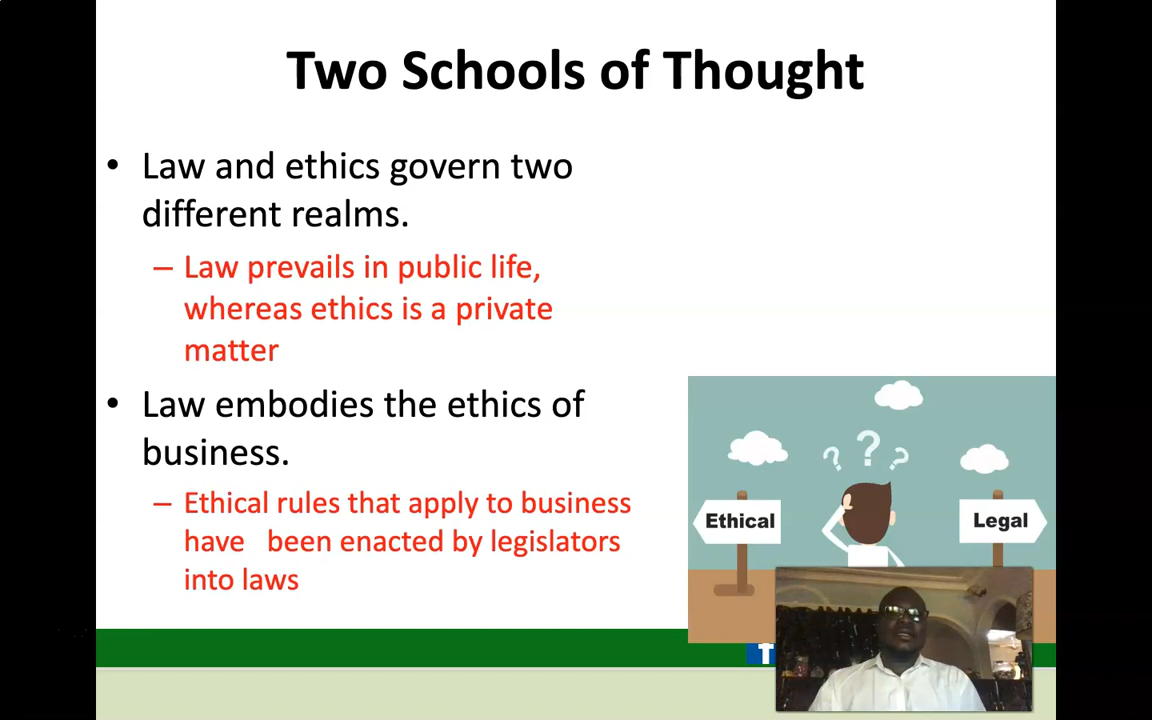 Two Schools of Thought
• Law and ethics govern two
different realms.
– Law prevails in public life,
whereas ethics is a private
matter
• Law embodies the ethics of
business.
– Ethical rules that apply to business
have   been enacted by legislators
into laws
? ? ?
Ethical
Legal
T